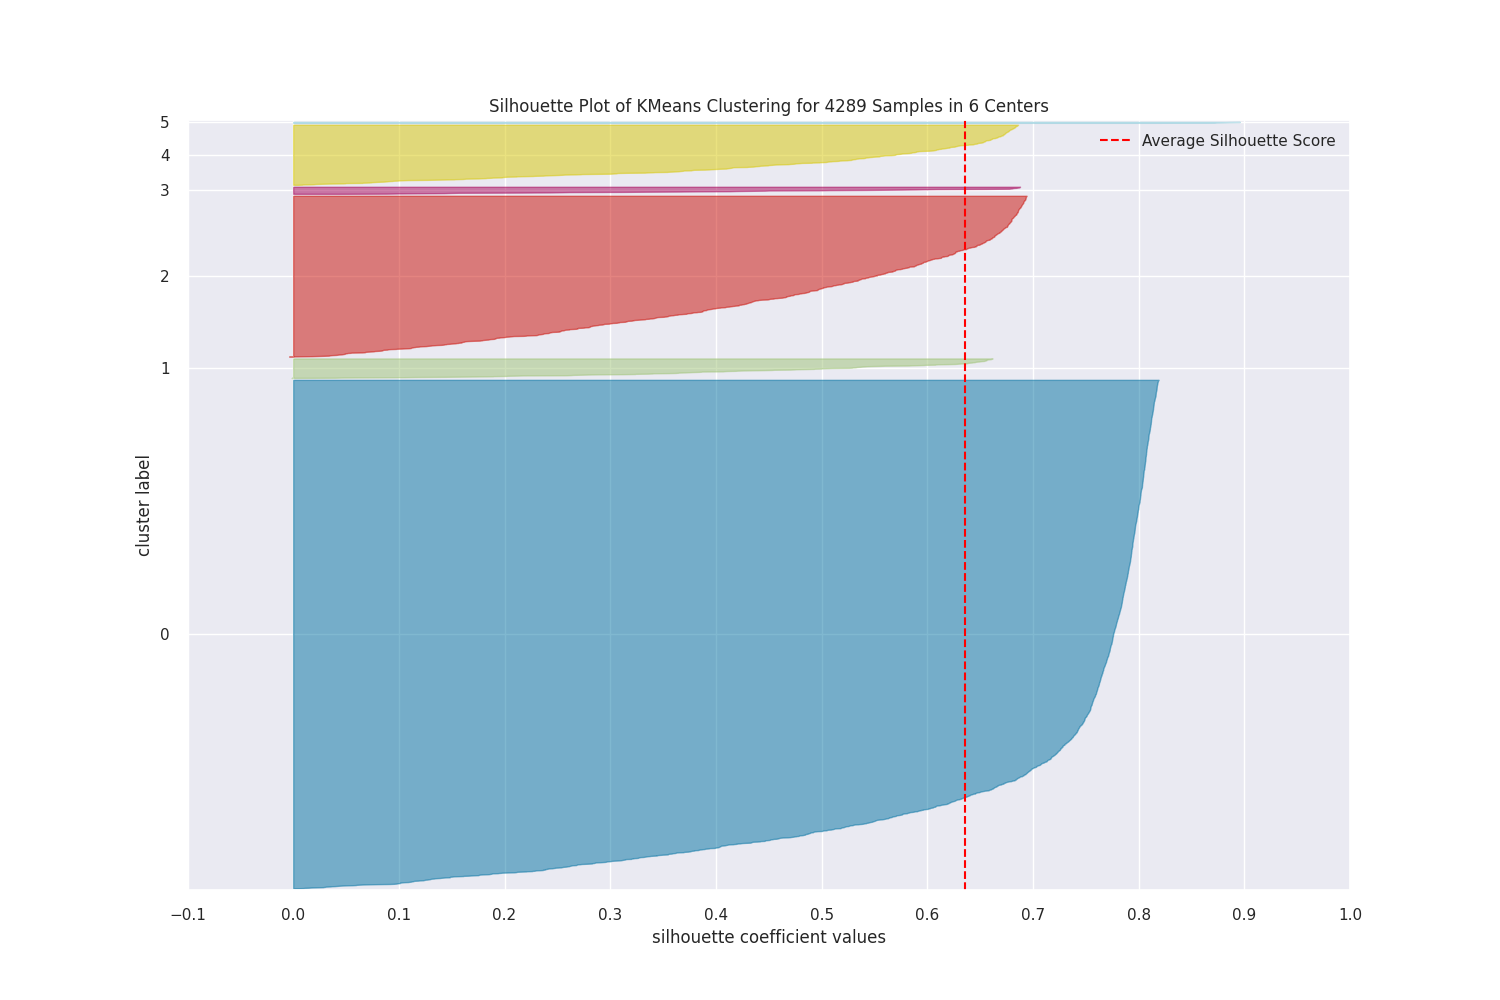 Silhouette Plot of KMeans Clustering for 4289 Samples in 6 Centers
Average Silhouette Score
5
4
3
2
1
0
cluster label
−0.1 0.0 0.1 0.2 0.3 0.4 0.5 0.6 0.7 0.8 0.9 1.0
silhouette coefficient values